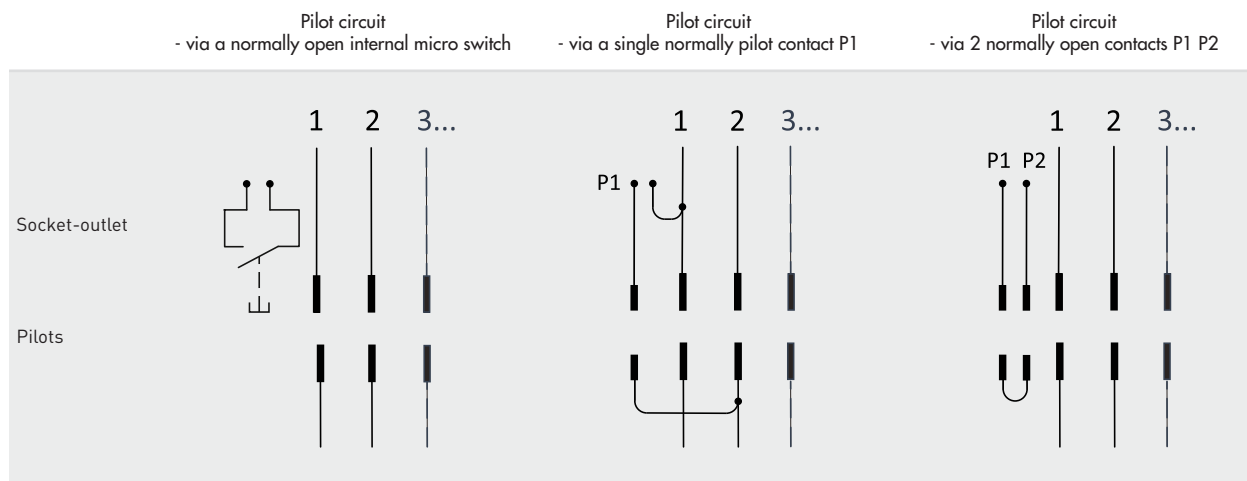 Pilot circuit
- via a normally open internal micro switch
Pilot circuit
- via a single normally pilot contact P1
Pilot circuit
- via 2 normally open contacts P1 P2
1 2 3...
1 2 3...
1 2 3...
P1 P2
P1
Socket-outlet
Pilots